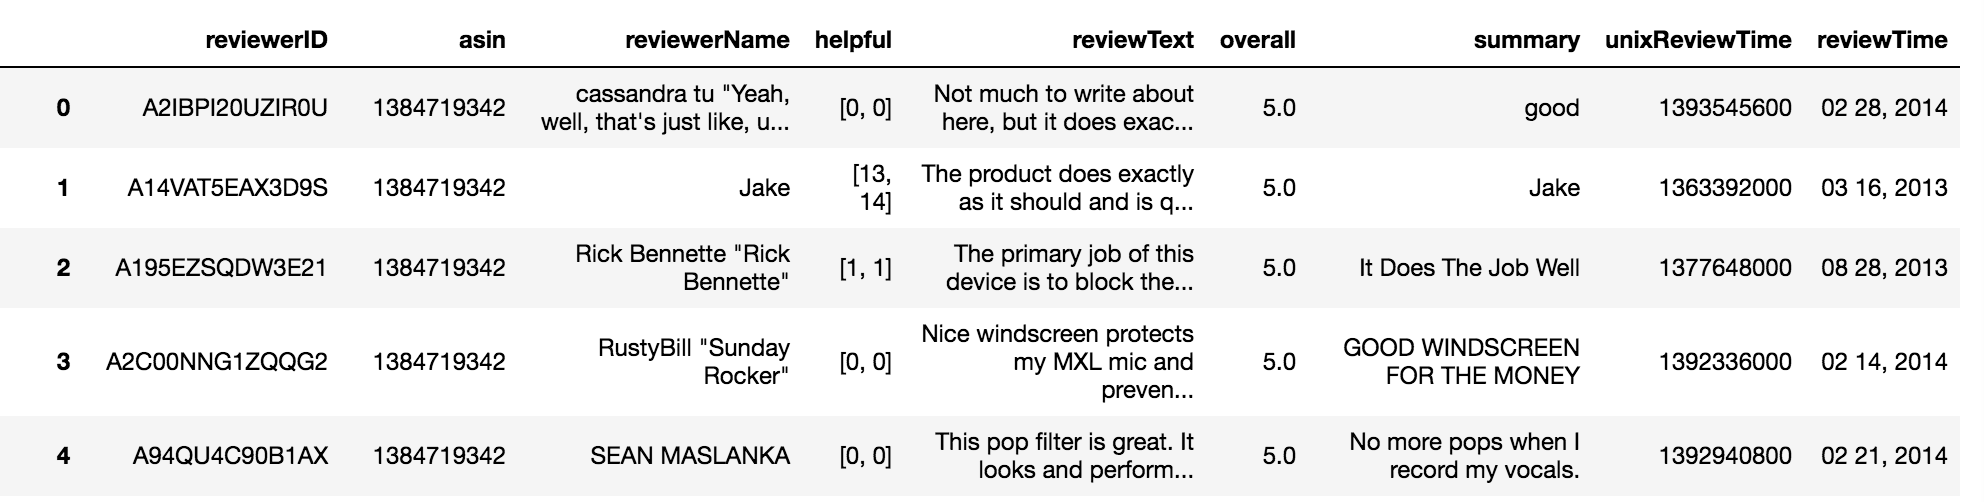 reviewerID asin reviewerName helpful reviewText overall summary unixReviewTime reviewTime
0 A2IBPI20UZIR0U 1384719342 cassandra tu "Yeah, well, that's just like, u... [0, 0] Not much to write about here, but it does exac... 5.0 good 1393545600 02 28, 2014
1 A14VAT5EAX3D9S 1384719342 Jake [13, 14] The product does exactly as it should and is q... 5.0 Jake 1363392000 03 16, 2013
2 A195EZSQDW3E21 1384719342 Rick Bennette "Rick Bennette" [1, 1] The primary job of this device is to block the... 5.0 It Does The Job Well 1377648000 08 28, 2013
3 A2C00NNG1ZQQG2 1384719342 RustyBill "Sunday Rocker" [0, 0] Nice windscreen protects my MXL mic and preven... 5.0 GOOD WINDSCREEN FOR THE MONEY 1392336000 02 14, 2014
4 A94QU4C90B1AX 1384719342 SEAN MASLANKA [0, 0] This pop filter is great. It looks and perform... 5.0 No more pops when I record my vocals. 1392940800 02 21, 2014